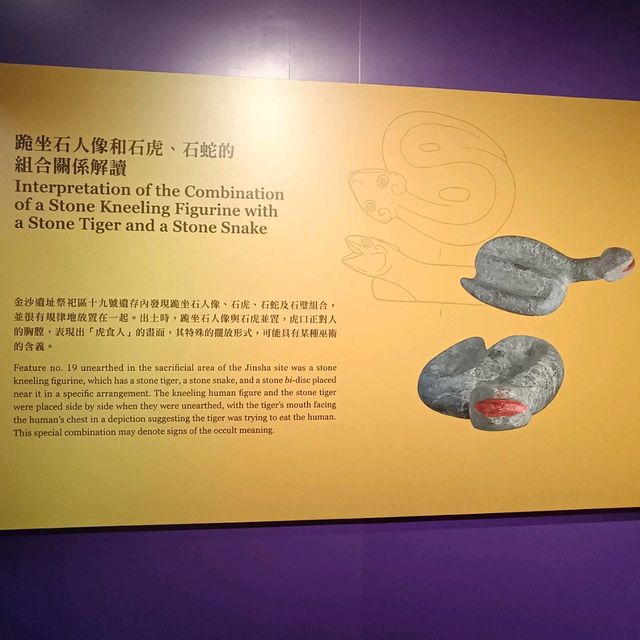 跪坐石人像和石虎、石蛇的
組合關係解讀
Interpretation of the Combination
of a Stone Kneeling Figurine with
a Stone Tiger and a Stone Snake
金沙遺址祭祀區十九號遺存內發現跪坐石人像、石虎、石蛇及石璧組合，
並很有規律地放置在一起。出土時，跪坐石人像與石虎並置，虎口正對人
的胸膛，表現出「虎食人」的畫面，其特殊的擺放形式，可能具有某種巫術
的含義。
Feature no. 19 unearthed in the sacrificial area of the Jinsha site was a stone
kneeling figurine, which has a stone tiger, a stone snake, and a stone bi-disc placed
near it in a specific arrangement. The kneeling human figure and the stone tiger
were placed side by side when they were unearthed, with the tiger's mouth facing
the human's chest in a depiction suggesting the tiger was trying to eat the human.
This special combination may denote signs of the occult meaning.